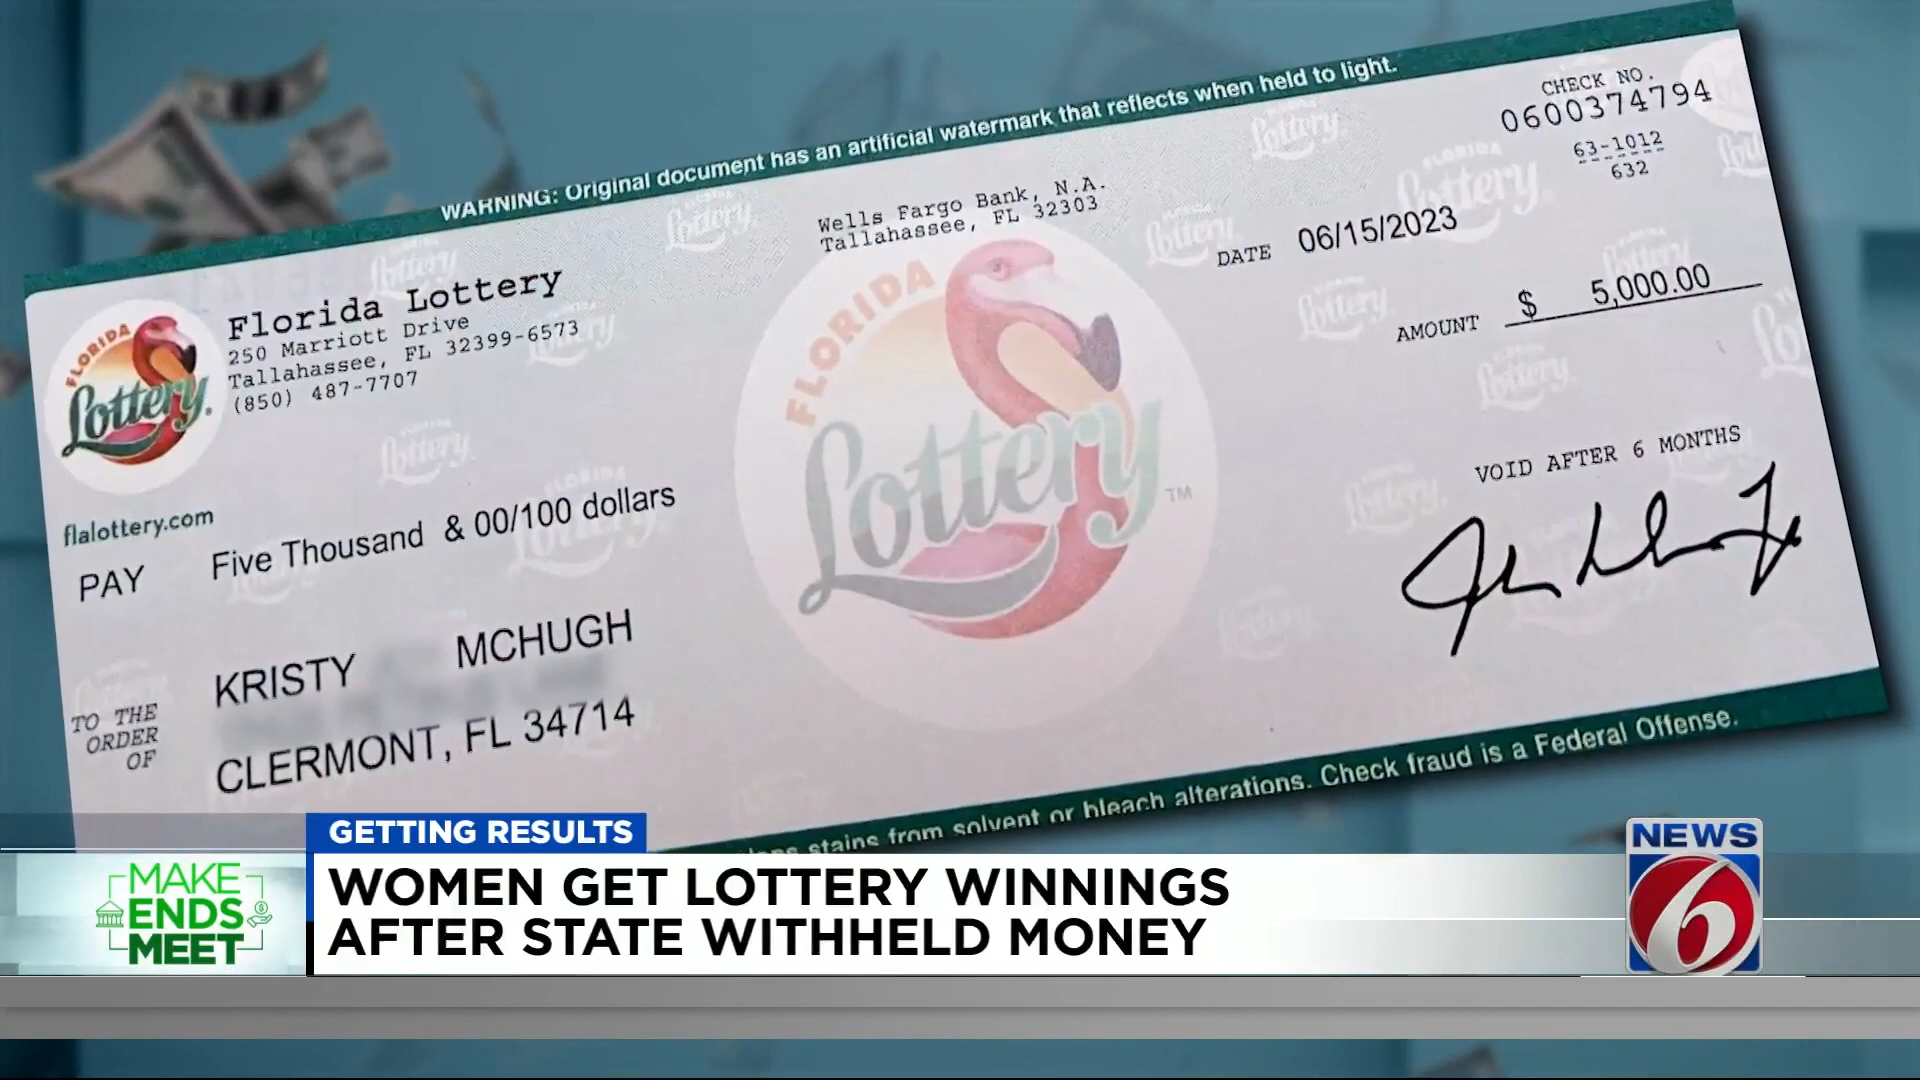 WARNING: Original document has an artificial watermark that reflects when held to light.
CHECK NO.
0600374794
63-1012
632
Wells Fargo Bank, N.A.
Tallahassee, FL 32303
DATE 06/15/2023
FLORIDA
Lottery
Florida Lottery
250 Marriott Drive
Tallahassee, FL 32399-6573
(850) 487-7707
FLORIDA
Lottery
TM
AMOUNT $ 5,000.00
VOID AFTER 6 MONTHS
flalottery.com
PAY Five Thousand & 00/100 dollars
TO THE
ORDER
OF
KRISTY MCHUGH
CLERMONT, FL 34714
stains from solvent or bleach alterations. Check fraud is a Federal Offense.
GETTING RESULTS
MAKE
ENDS
MEET
WOMEN GET LOTTERY WINNINGS
AFTER STATE WITHHELD MONEY
NEWS
6